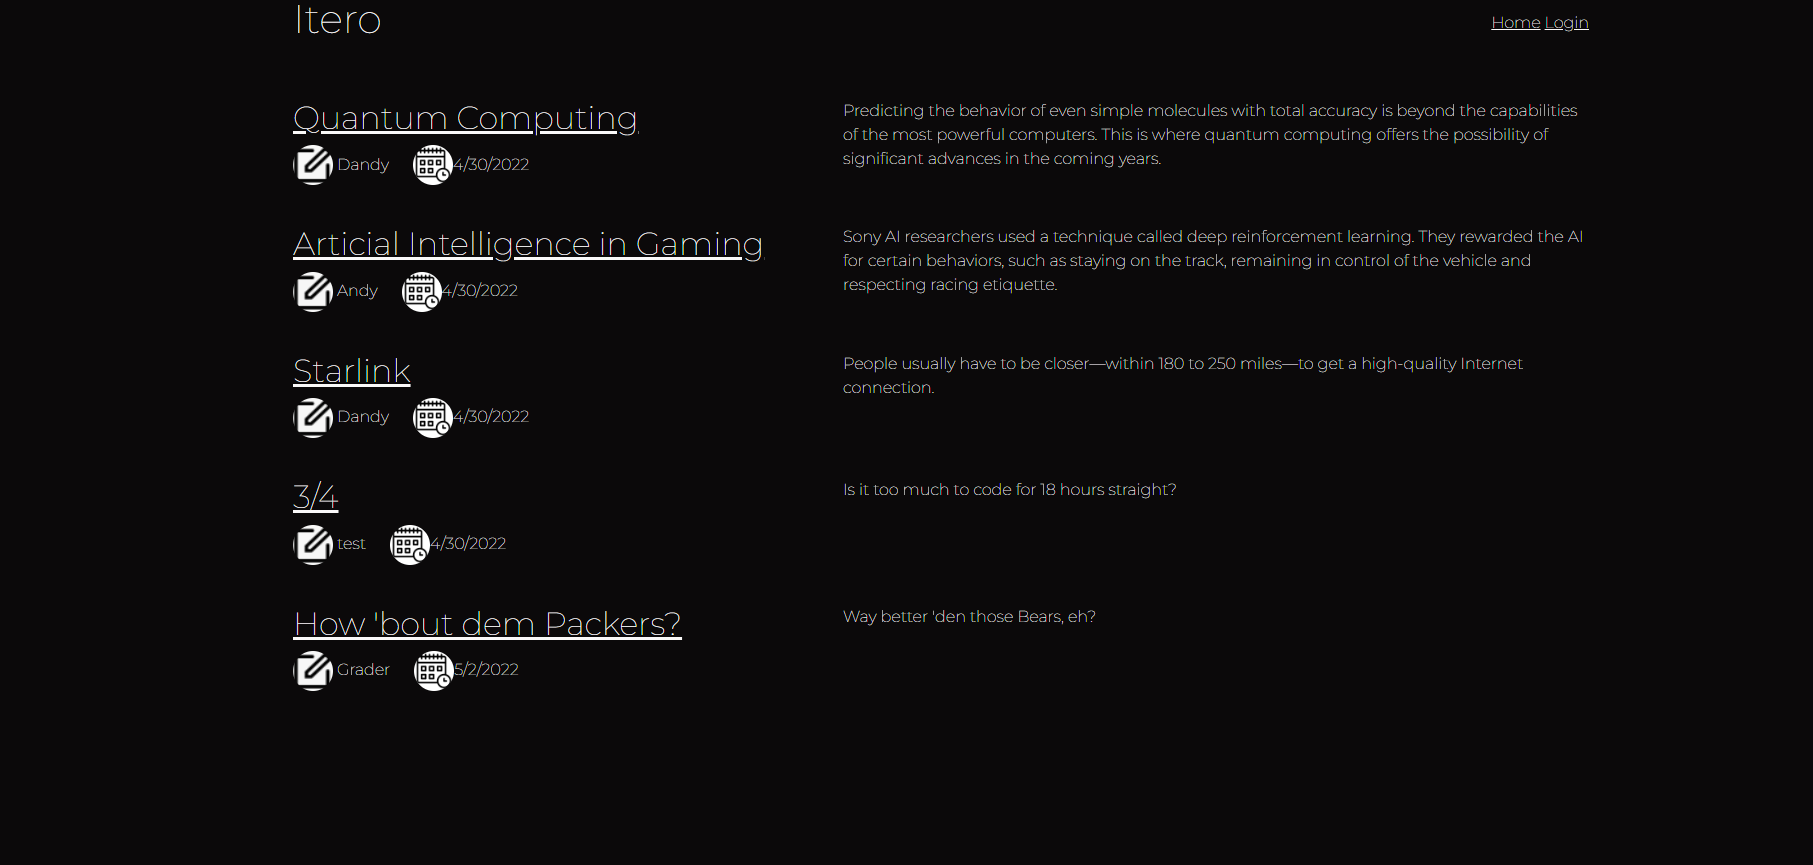 Itero
Home Login
Quantum Computing
Dandy 4/30/2022
Predicting the behavior of even simple molecules with total accuracy is beyond the capabilities
of the most powerful computers. This is where quantum computing offers the possibility of
significant advances in the coming years.
Articial Intelligence in Gaming
Andy 4/30/2022
Sony AI researchers used a technique called deep reinforcement learning. They rewarded the AI
for certain behaviors, such as staying on the track, remaining in control of the vehicle and
respecting racing etiquette.
Starlink
Dandy 4/30/2022
People usually have to be closer—within 180 to 250 miles—to get a high-quality Internet
connection.
3/4
test 4/30/2022
Is it too much to code for 18 hours straight?
How 'bout dem Packers?
Grader 5/2/2022
Way better 'den those Bears, eh?